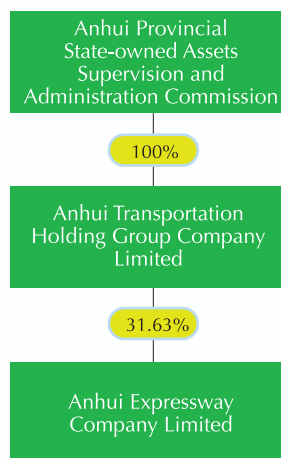 Anhui Provincial
State-owned Assets
Supervision and
Administration Commission
100%
Anhui Transportation
Holding Group Company
Limited
31.63%
Anhui Expressway
Company Limited